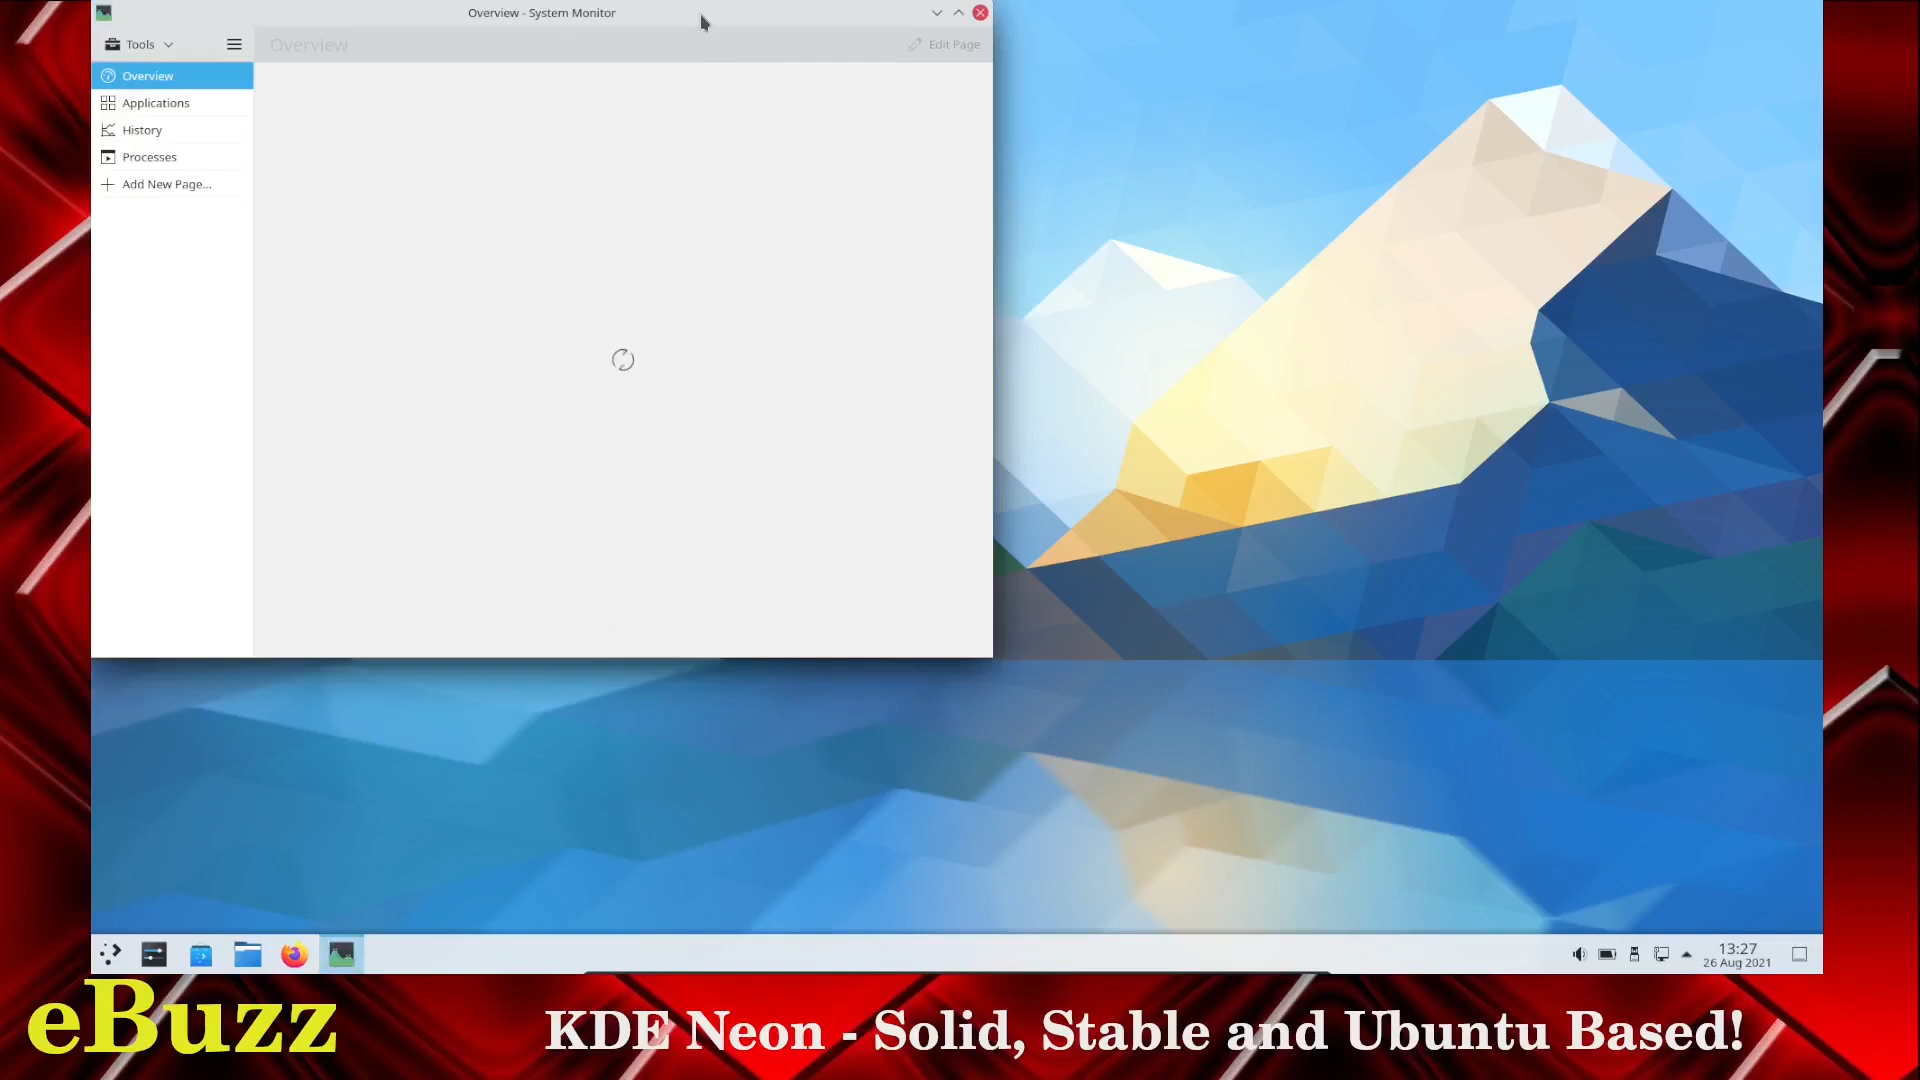 Overview - System Monitor
Tools
Overview
Edit Page
Overview
Applications
History
Processes
Add New Page...
13:27
26 Aug 2021
eBuzz
KDE Neon - Solid, Stable and Ubuntu Based!